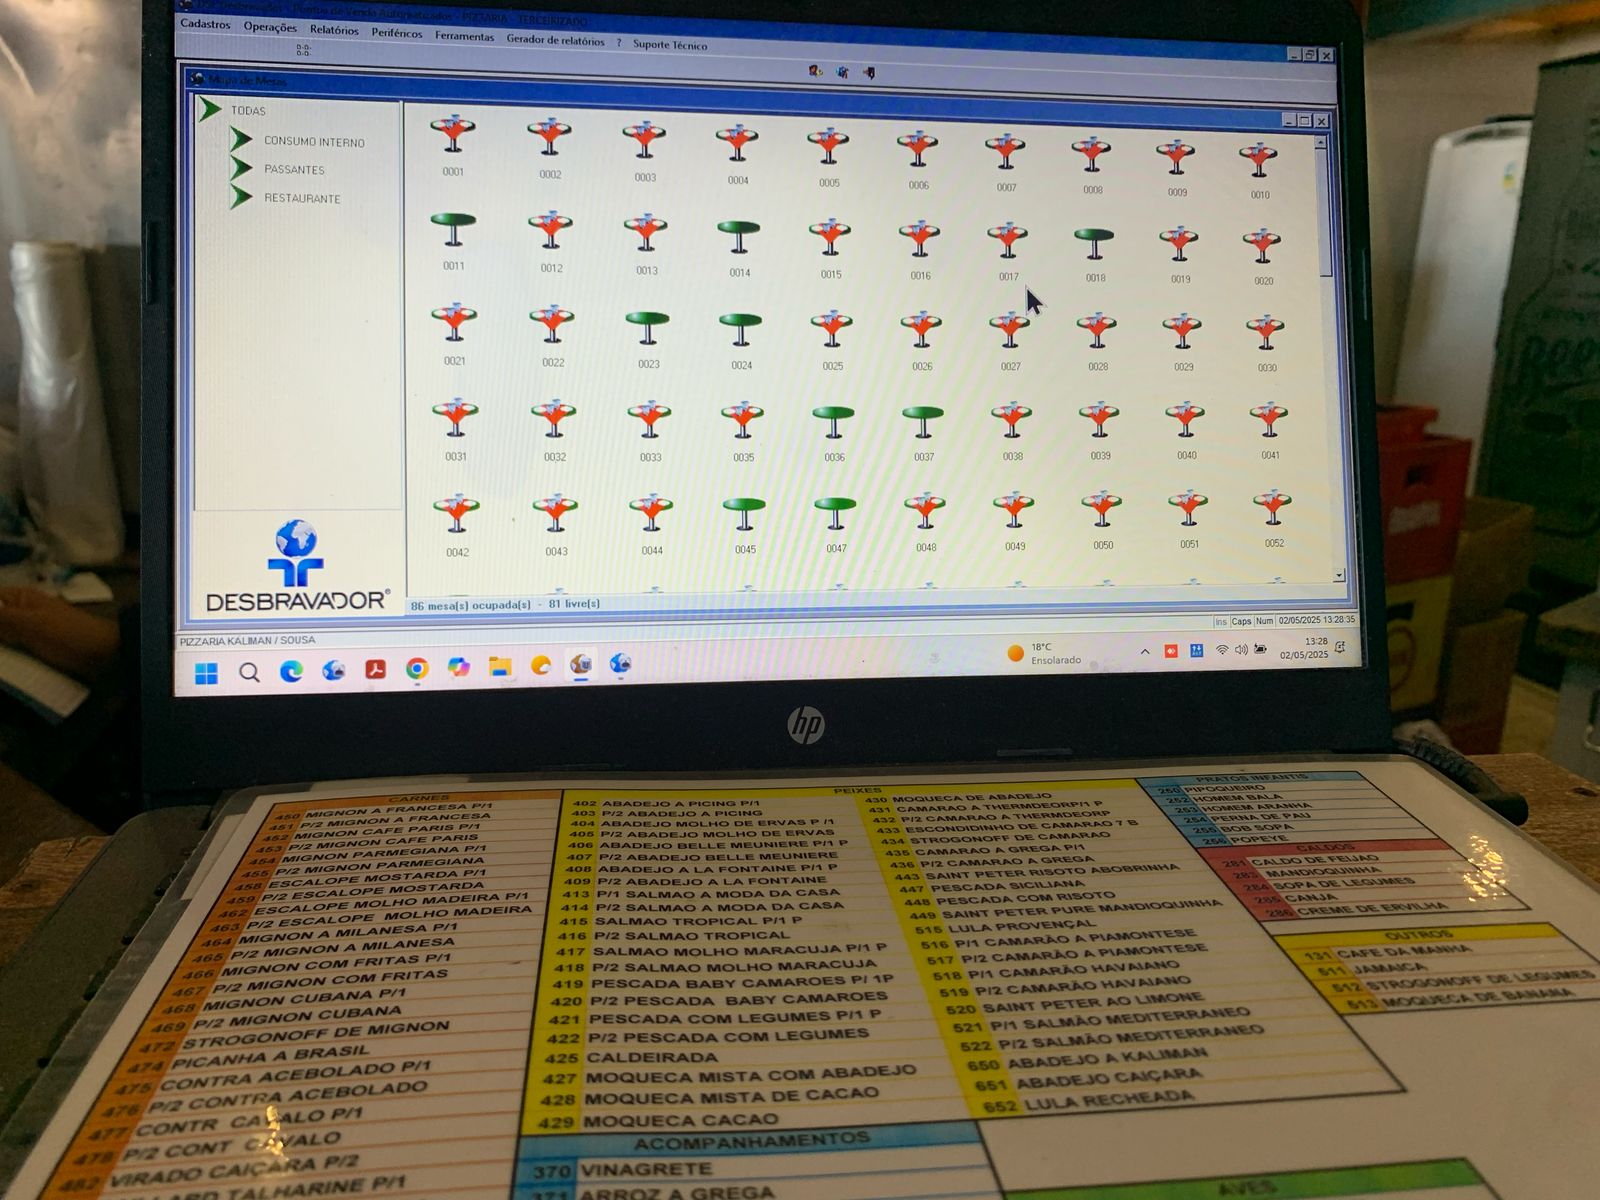 Desbravador - Pontos de Venda Automatizados - PIZZARIA - TERCEIRIZADO
Cadastros Operações Relatórios Periféricos Ferramentas Gerador de relatórios ? Suporte Técnico
Mapa de Mesas
TODAS
CONSUMO INTERNO
PASSANTES
RESTAURANTE
0001 0002 0003 0004 0005 0006 0007 0008 0009 0010
0011 0012 0013 0014 0015 0016 0017 0018 0019 0020
0021 0022 0023 0024 0025 0026 0027 0028 0029 0030
0031 0032 0033 0035 0036 0037 0038 0039 0040 0041
0042 0043 0044 0045 0047 0048 0049 0050 0051 0052
DESBRAVADOR®
86 mesa(s) ocupada(s) - 81 livre(s)
Ins Caps Num 02/05/2025 13:28:35
PIZZARIA KALIMAN / SOUSA
18°C
Ensolarado
13:28
02/05/2025
hp
CARNES
450 MIGNON A FRANCESA P/1
451 P/2 MIGNON A FRANCESA
452 MIGNON CAFE PARIS P/1
453 P/2 MIGNON CAFE PARIS
454 MIGNON PARMEGIANA P/1
455 P/2 MIGNON PARMEGIANA
458 ESCALOPE MOSTARDA P/1
459 P/2 ESCALOPE MOSTARDA
462 ESCALOPE MOLHO MADEIRA P/1
463 P/2 ESCALOPE MOLHO MADEIRA
464 MIGNON A MILANESA P/1
465 P/2 MIGNON A MILANESA
466 MIGNON COM FRITAS P/1
467 P/2 MIGNON COM FRITAS
468 MIGNON CUBANA P/1
469 P/2 MIGNON CUBANA
472 STROGONOFF DE MIGNON
474 PICANHA A BRASIL
475 CONTRA ACEBOLADO P/1
476 P/2 CONTRA ACEBOLADO
477 CONTR CAVALO P/1
478 P/2 CONT CAVALO
482 VIRADO CAIÇARA P/2
TALHARINE P/1
PEIXES
402 ABADEJO A PICING P/1
403 P/2 ABADEJO A PICING
404 ABADEJO MOLHO DE ERVAS P/1
405 P/2 ABADEJO MOLHO DE ERVAS
406 ABADEJO BELLE MEUNIERE P/1 P
407 P/2 ABADEJO BELLE MEUNIERE
408 ABADEJO A LA FONTAINE P/1 P
409 P/2 ABADEJO A LA FONTAINE
413 P/1 SALMAO A MODA DA CASA
414 P/2 SALMAO A MODA DA CASA
415 SALMAO TROPICAL P/1 P
416 P/2 SALMAO TROPICAL
417 SALMAO MOLHO MARACUJA P/1 P
418 P/2 SALMAO MOLHO MARACUJA
419 PESCADA BABY CAMAROES P/ 1P
420 P/2 PESCADA BABY CAMAROES
421 PESCADA COM LEGUMES P/1 P
422 P/2 PESCADA COM LEGUMES
425 CALDEIRADA
427 MOQUECA MISTA COM ABADEJO
428 MOQUECA MISTA DE CACAO
429 MOQUECA CACAO
430 MOQUECA DE ABADEJO
431 CAMARAO A THERMDEORP/1 P
432 P/2 CAMARAO A THERMDEORP
433 ESCONDIDINHO DE CAMARAO 7 B
434 STROGONOFF DE CAMARAO
435 CAMARAO A GREGA P/1
436 P/2 CAMARAO A GREGA
443 SAINT PETER RISOTO ABOBRINHA
447 PESCADA SICILIANA
448 PESCADA COM RISOTO
449 SAINT PETER PURE MANDIOQUINHA
515 LULA PROVENÇAL
516 P/1 CAMARÃO A PIAMONTESE
517 P/2 CAMARÃO A PIAMONTESE
518 P/1 CAMARÃO HAVAIANO
519 P/2 CAMARÃO HAVAIANO
520 SAINT PETER AO LIMONE
521 P/1 SALMÃO MEDITERRANEO
522 P/2 SALMÃO MEDITERRANEO
650 ABADEJO A KALIMAN
651 ABADEJO CAIÇARA
652 LULA RECHEADA
ACOMPANHAMENTOS
370 VINAGRETE
371 ARROZ A GREGA
PRATOS INFANTIS
250 PIPOQUEIRO
252 HOMEM BALA
253 HOMEM ARANHA
254 PERNA DE PAU
255 BOB SOPA
256 POPEYE
CALDOS
281 CALDO DE FEIJAO
283 MANDIOQUINHA
284 SOPA DE LEGUMES
285 CANJA
286 CREME DE ERVILHA
OUTROS
131 CAFE DA MANHA
511 JAMAICA
512 STROGONOFF DE LEGUMES
513 MOQUECA DE BANANA
AVES